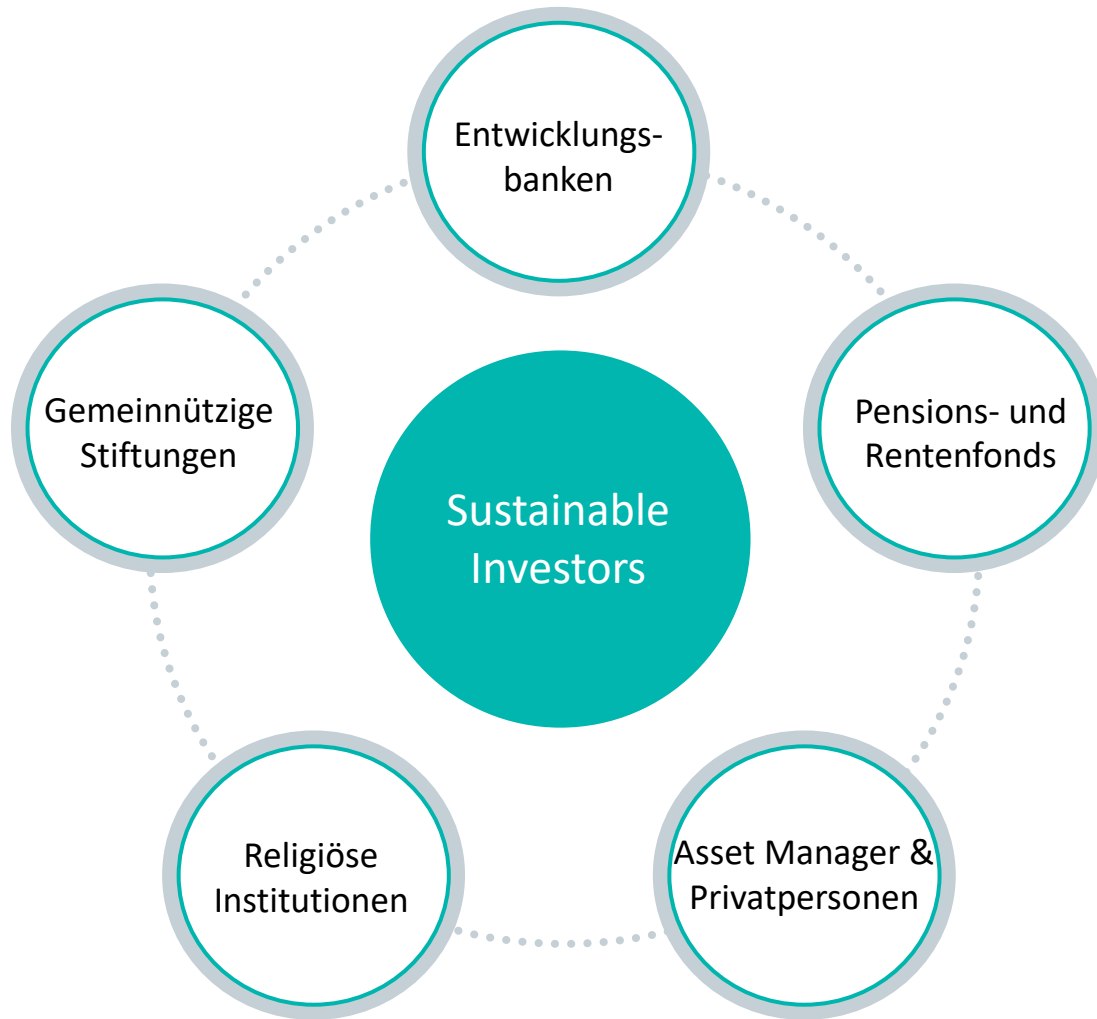 Entwicklungs-
banken
Gemeinnützige
Stiftungen
Pensions- und
Rentenfonds
Sustainable
Investors
Religiöse
Institutionen
Asset Manager &
Privatpersonen